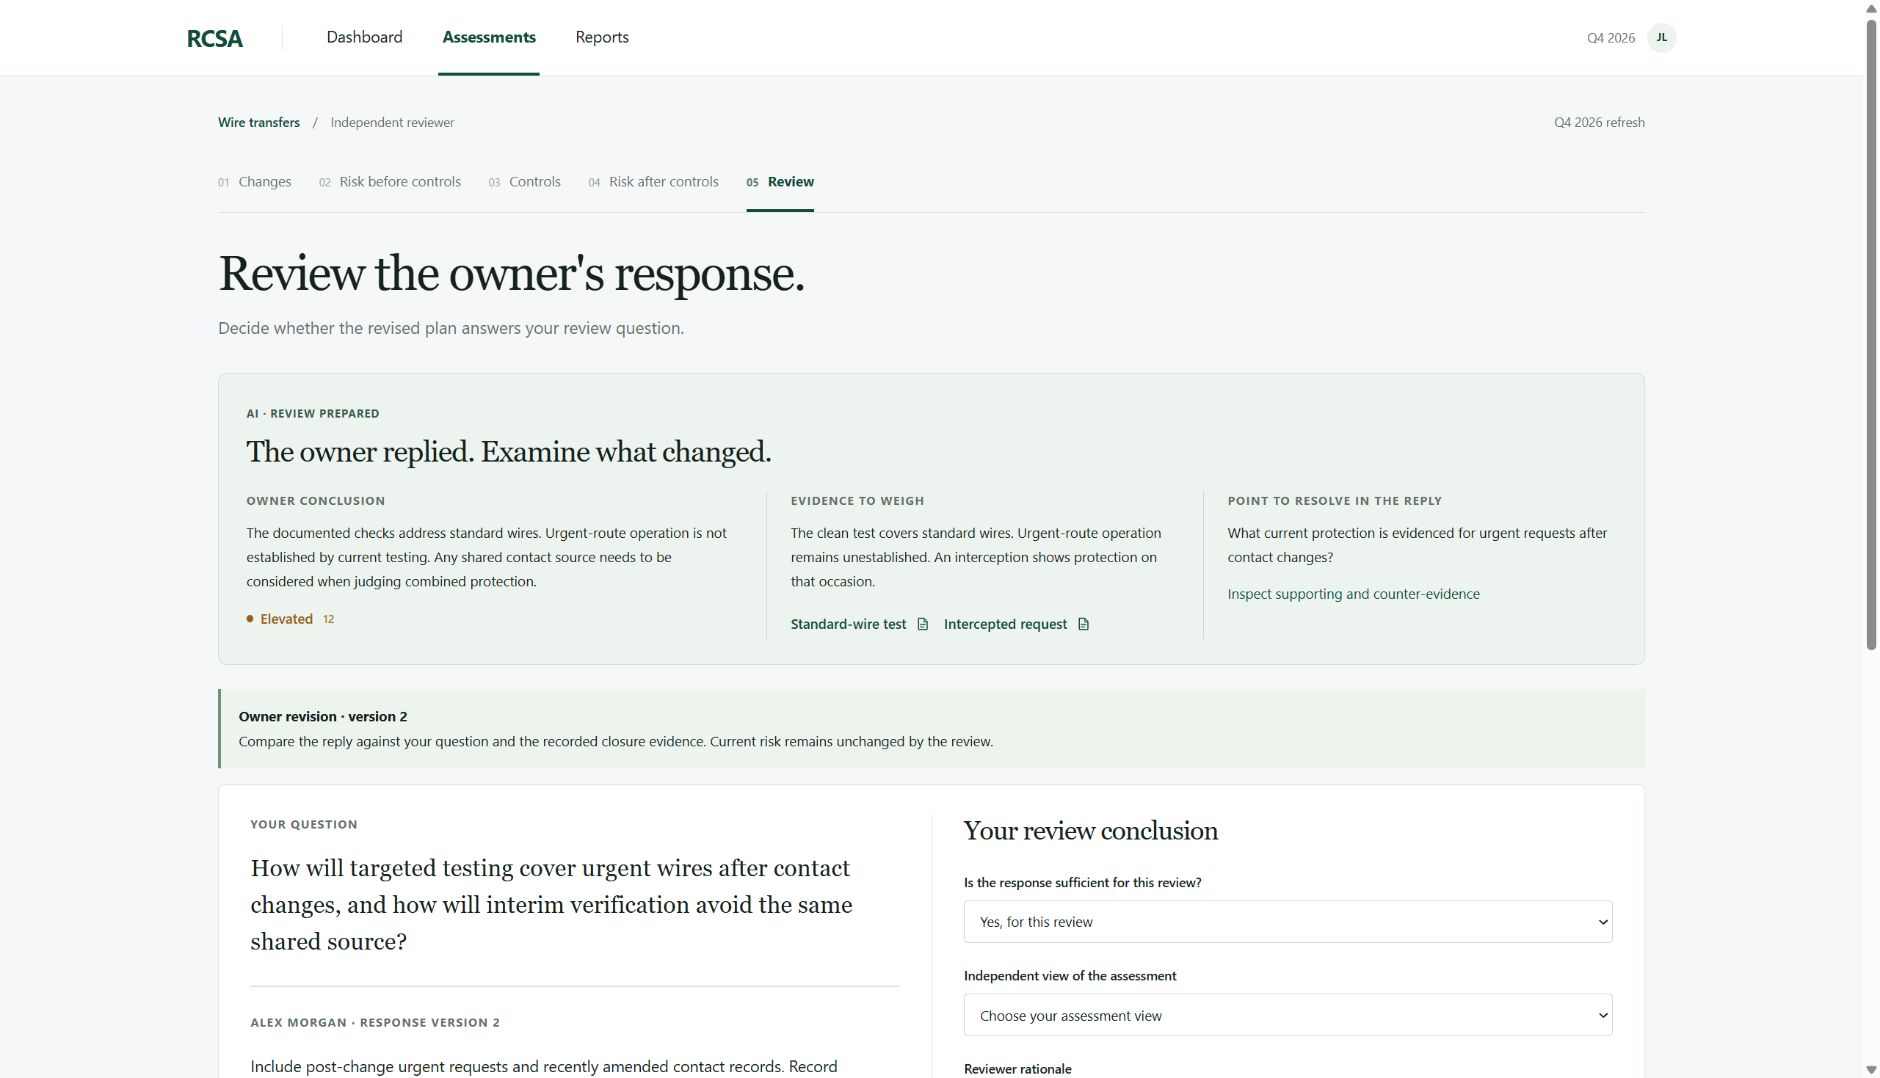 RCSA
Dashboard
Assessments
Reports
Q4 2026
JL
Wire transfers / Independent reviewer
Q4 2026 refresh
01 Changes
02 Risk before controls
03 Controls
04 Risk after controls
05 Review
Review the owner's response.
Decide whether the revised plan answers your review question.
AI · REVIEW PREPARED
The owner replied. Examine what changed.
OWNER CONCLUSION
The documented checks address standard wires. Urgent-route operation is not
established by current testing. Any shared contact source needs to be
considered when judging combined protection.
Elevated 12
EVIDENCE TO WEIGH
The clean test covers standard wires. Urgent-route operation
remains unestablished. An interception shows protection on
that occasion.
Standard-wire test
Intercepted request
POINT TO RESOLVE IN THE REPLY
What current protection is evidenced for urgent requests after
contact changes?
Inspect supporting and counter-evidence
Owner revision · version 2
Compare the reply against your question and the recorded closure evidence. Current risk remains unchanged by the review.
YOUR QUESTION
How will targeted testing cover urgent wires after contact
changes, and how will interim verification avoid the same
shared source?
ALEX MORGAN · RESPONSE VERSION 2
Include post-change urgent requests and recently amended contact records. Record
Your review conclusion
Is the response sufficient for this review?
Yes, for this review
Independent view of the assessment
Choose your assessment view
Reviewer rationale